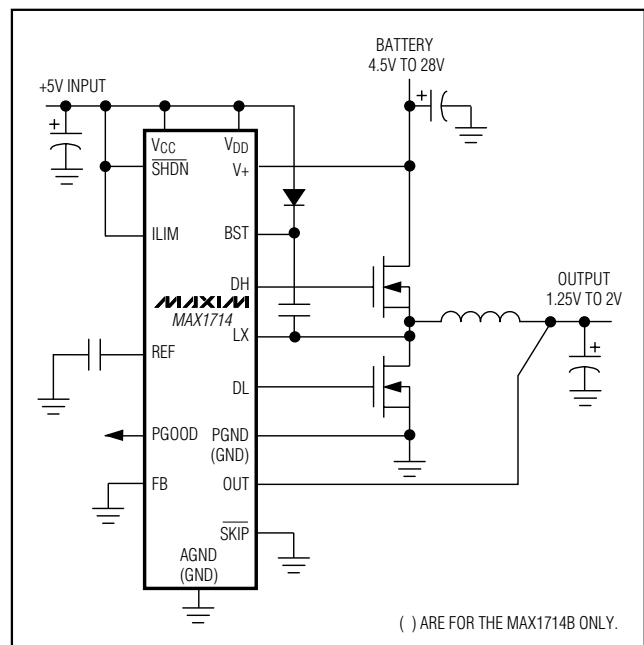 BATTERY
4.5V TO 28V
+5V INPUT
+
+
VCC
VDD
SHDN
V+
ILIM
BST
DH
OUTPUT
1.25V TO 2V
MAXIM
MAX1714
LX
+
REF
DL
PGOOD
PGND
(GND)
FB
OUT
SKIP
AGND
(GND)
( ) ARE FOR THE MAX1714B ONLY.